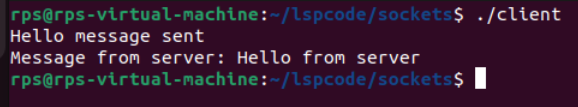 rps@rps-virtual-machine:~/lspcode/sockets$ ./client
Hello message sent
Message from server: Hello from server
rps@rps-virtual-machine:~/lspcode/sockets$